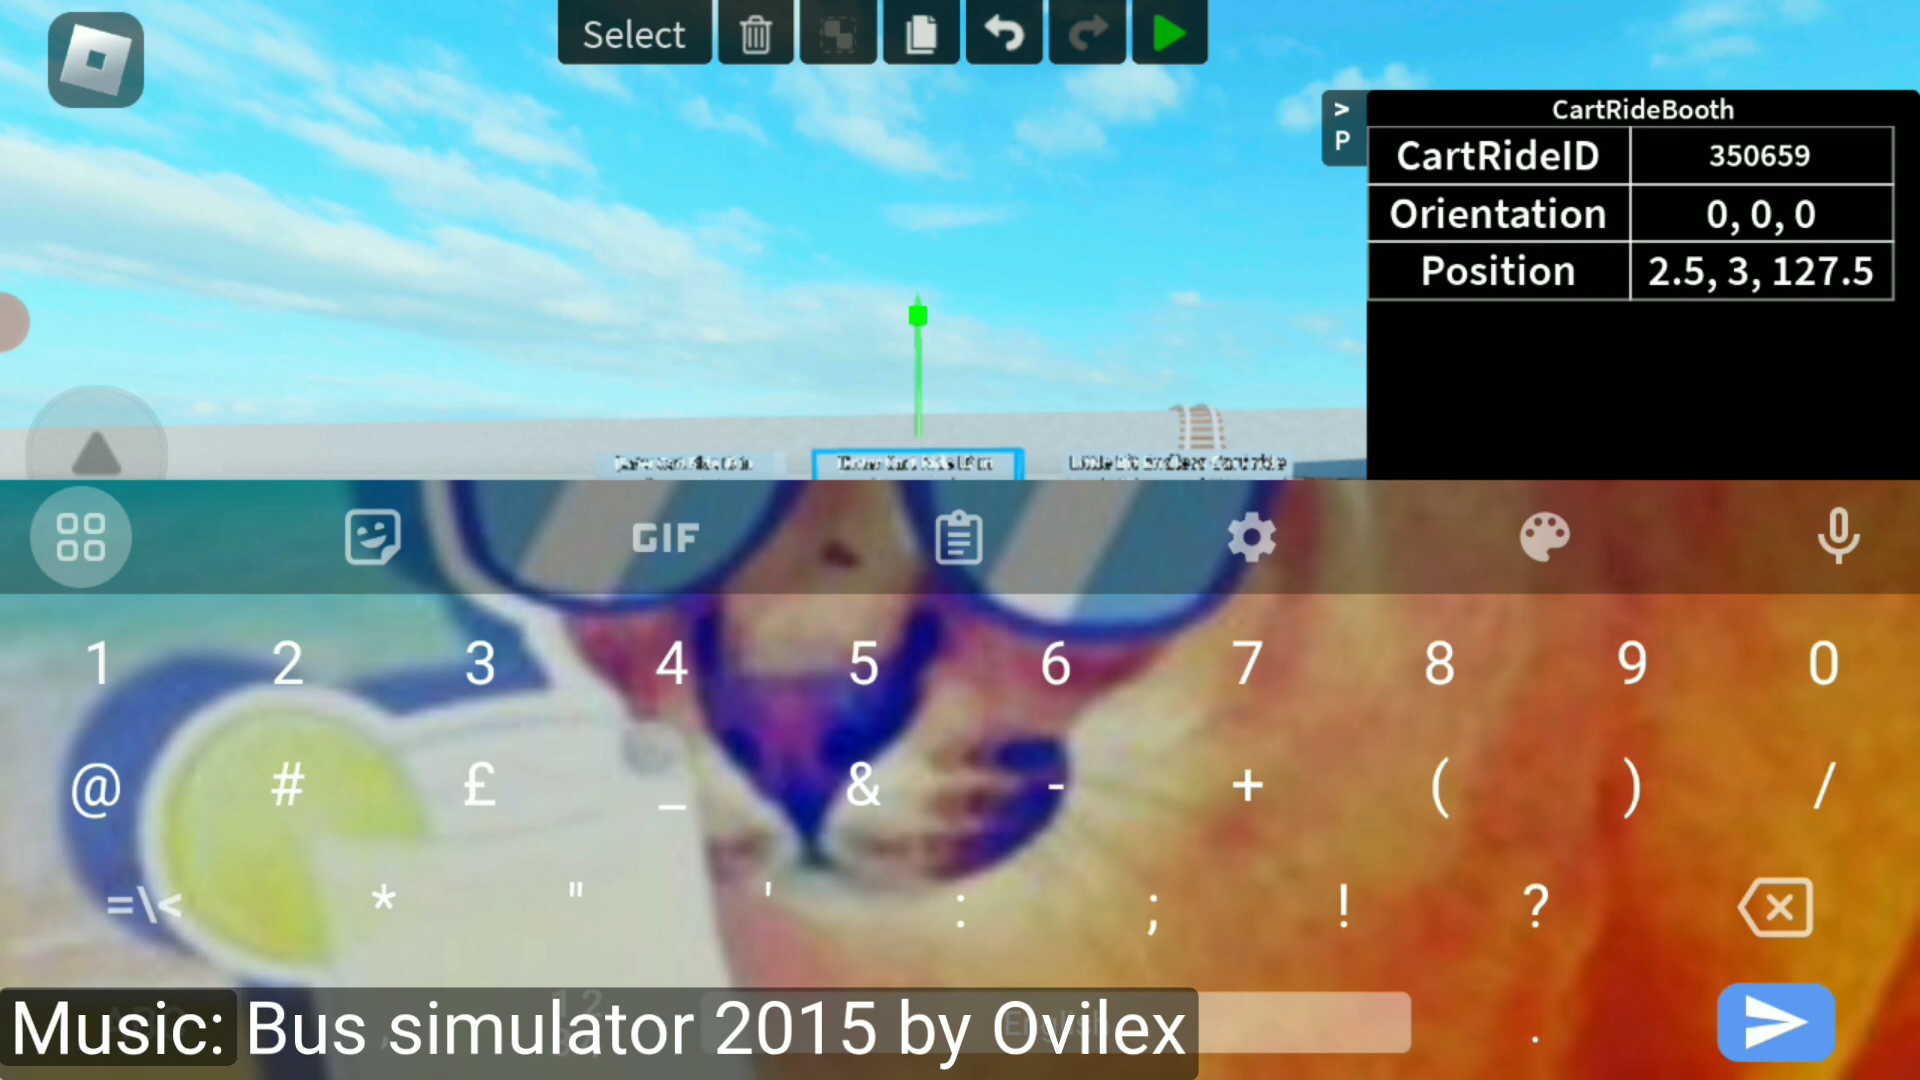 Select
>
P
CartRideBooth
CartRideID 350659
Orientation 0, 0, 0
Position 2.5, 3, 127.5
GIF
1 2 3 4 5 6 7 8 9 0
@ # £ _ & - + ( ) /
=\< * " ' : ; ! ?
Music: Bus simulator 2015 by Ovilex
.